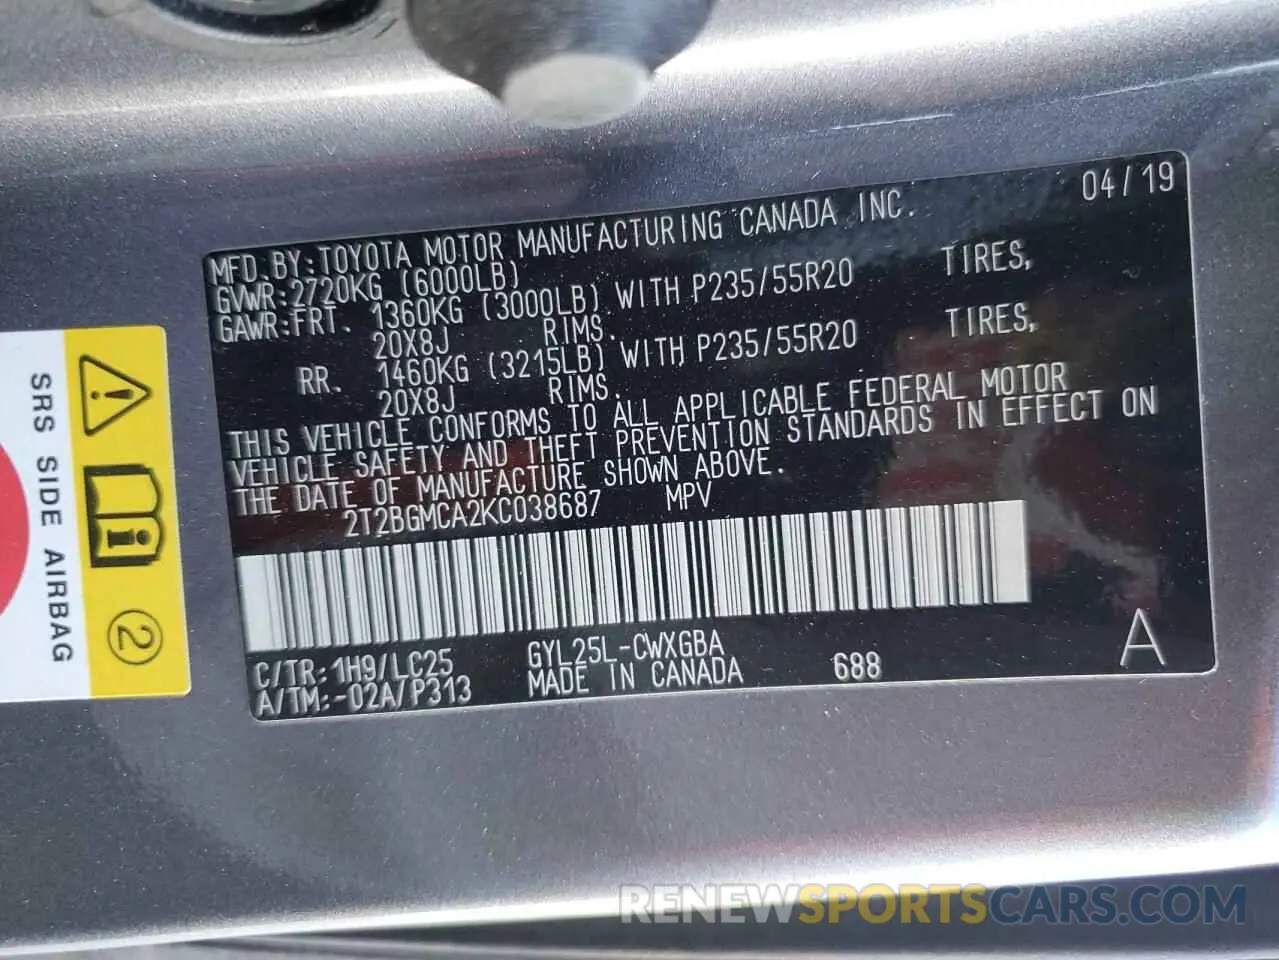 04/19
MFD.BY:TOYOTA MOTOR MANUFACTURING CANADA INC.
GVWR:2720KG (6000LB)
GAWR:FRT. 1360KG (3000LB) WITH P235/55R20 TIRES,
20X8J RIMS.
RR. 1460KG (3215LB) WITH P235/55R20 TIRES,
20X8J RIMS.
THIS VEHICLE CONFORMS TO ALL APPLICABLE FEDERAL MOTOR
VEHICLE SAFETY AND THEFT PREVENTION STANDARDS IN EFFECT ON
THE DATE OF MANUFACTURE SHOWN ABOVE.
2T2BGMCA2KC038687 MPV
C/TR:1H9/LC25 GYL25L-CWXGBA
A/TM:-02A/P313 MADE IN CANADA 688 A
SRS SIDE AIRBAG
2
RENEWSPORTSCARS.COM